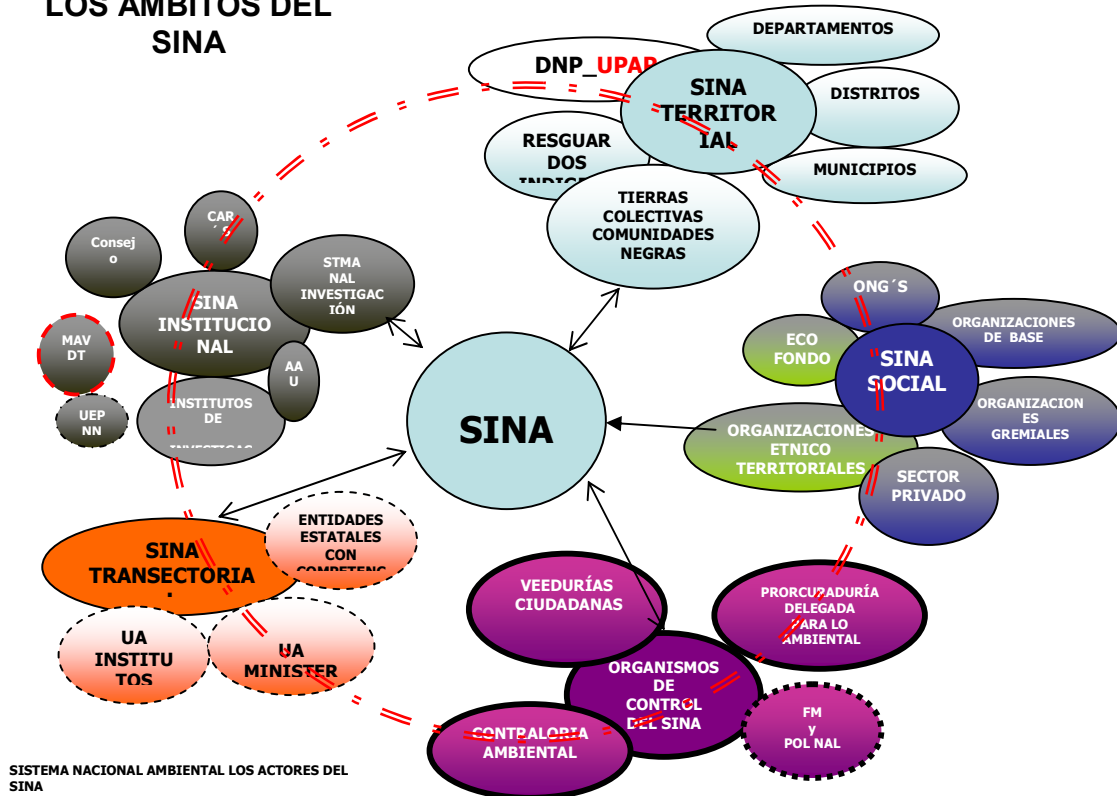 LOS AMBITOS DEL
SINA
DEPARTAMENTOS
DNP_UPAR
SINA
TERRITOR
IAL
DISTRITOS
RESGUAR
DOS
MUNICIPIOS
TIERRAS
COLECTIVAS
COMUNIDADES
NEGRAS
CAR
´S
Consej
o
STMA
NAL
INVESTIGAC
IÓN
SINA
INSTITUCIO
NAL
MAV
DT
AA
U
UEP
NN
INSTITUTOS
DE
SINA
ONG´S
ORGANIZACIONES
DE BASE
ECO
FONDO
SINA
SOCIAL
ORGANIZACION
ES
GREMIALES
ORGANIZACIONES
ETNICO
TERRITORIALES
SECTOR
PRIVADO
ENTIDADES
ESTATALES
CON
SINA
TRANSECTORIA
UA
INSTITU
TOS
UA
MINISTER
VEEDURÍAS
CIUDADANAS
PRORCURADURÍA
DELEGADA
PARA LO
AMBIENTAL
ORGANISMOS
DE
CONTROL
DEL SINA
CONTRALORIA
AMBIENTAL
FM
y
POL NAL
SISTEMA NACIONAL AMBIENTAL LOS ACTORES DEL
SINA